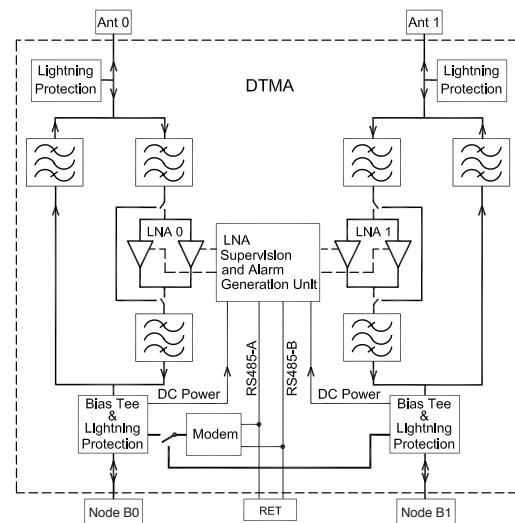 Ant 0
Ant 1
Lightning
Protection
DTMA
Lightning
Protection
LNA 0
LNA
Supervision
and Alarm
Generation Unit
LNA 1
RS485-A
RS485-B
DC Power
DC Power
Bias Tee
&
Lightning
Protection
Modem
Bias Tee
&
Lightning
Protection
Node B0
RET
Node B1